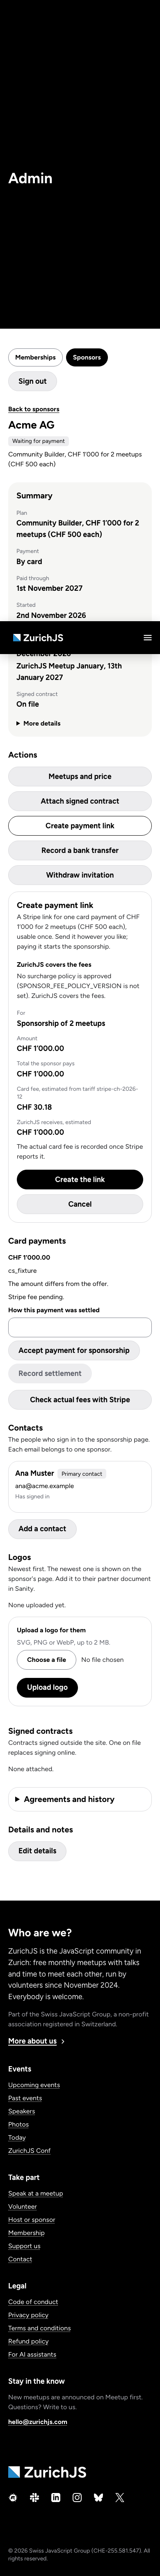 Admin
Memberships
Sponsors
Sign out
Back to sponsors
Acme AG
Waiting for payment
Community Builder, CHF 1'000 for 2 meetups
(CHF 500 each)
Summary
Plan
Community Builder, CHF 1'000 for 2
meetups (CHF 500 each)
Payment
By card
Paid through
1st November 2027
Started
2nd November 2026
ZurichJS
ZurichJS Meetup January, 13th
January 2027
Signed contract
On file
More details
Actions
Meetups and price
Attach signed contract
Create payment link
Record a bank transfer
Withdraw invitation
Create payment link
A Stripe link for one card payment of CHF
1'000 for 2 meetups (CHF 500 each),
usable once. Send it however you like;
paying it starts the sponsorship.
ZurichJS covers the fees
No surcharge policy is approved
(SPONSOR_FEE_POLICY_VERSION is not
set). ZurichJS covers the fees.
For
Sponsorship of 2 meetups
Amount
CHF 1'000.00
Total the sponsor pays
CHF 1'000.00
Card fee, estimated from tariff stripe-ch-2026-
12
CHF 30.18
ZurichJS receives, estimated
CHF 1'000.00
The actual card fee is recorded once Stripe
reports it.
Create the link
Cancel
Card payments
CHF 1'000.00
cs_fixture
The amount differs from the offer.
Stripe fee pending.
How this payment was settled
Accept payment for sponsorship
Record settlement
Check actual fees with Stripe
Contacts
The people who sign in to the sponsorship page.
Each email belongs to one sponsor.
Ana Muster
Primary contact
ana@acme.example
Has signed in
Add a contact
Logos
Newest first. The newest one is shown on the
sponsor's page. Add it to their partner document
in Sanity.
None uploaded yet.
Upload a logo for them
SVG, PNG or WebP, up to 2 MB.
Choose a file
No file chosen
Upload logo
Signed contracts
Contracts signed outside the site. One on file
replaces signing online.
None attached.
Agreements and history
Details and notes
Edit details
Who are we?
ZurichJS is the JavaScript community in
Zurich: free monthly meetups with talks
and time to meet each other, run by
volunteers since November 2024.
Everybody is welcome.
Part of the Swiss JavaScript Group, a non-profit
association registered in Switzerland.
More about us
Events
Upcoming events
Past events
Speakers
Photos
Today
ZurichJS Conf
Take part
Speak at a meetup
Volunteer
Host or sponsor
Membership
Support us
Contact
Legal
Code of conduct
Privacy policy
Terms and conditions
Refund policy
For AI assistants
Stay in the know
New meetups are announced on Meetup first.
Questions? Write to us.
hello@zurichjs.com
ZurichJS
© 2026 Swiss JavaScript Group (CHE-255.581.547). All
rights reserved.